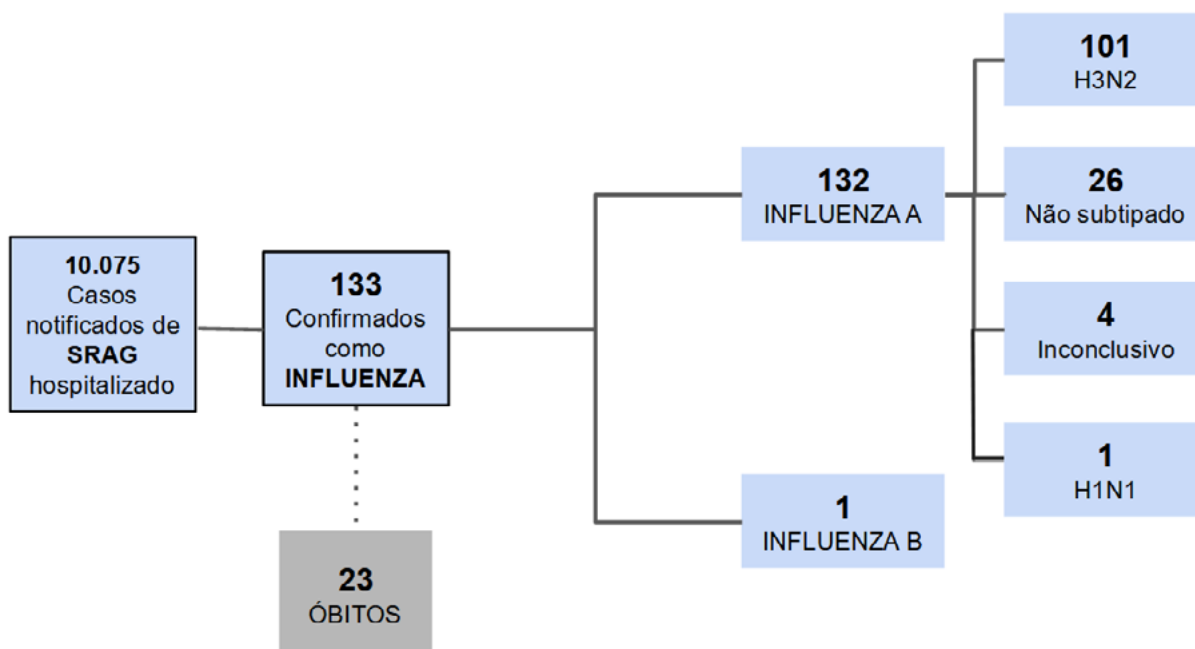 10.075
Casos
notificados de
SRAG
hospitalizado
133
Confirmados
como
INFLUENZA
23
ÓBITOS
132
INFLUENZA A
1
INFLUENZA B
101
H3N2
26
Não subtipado
4
Inconclusivo
1
H1N1